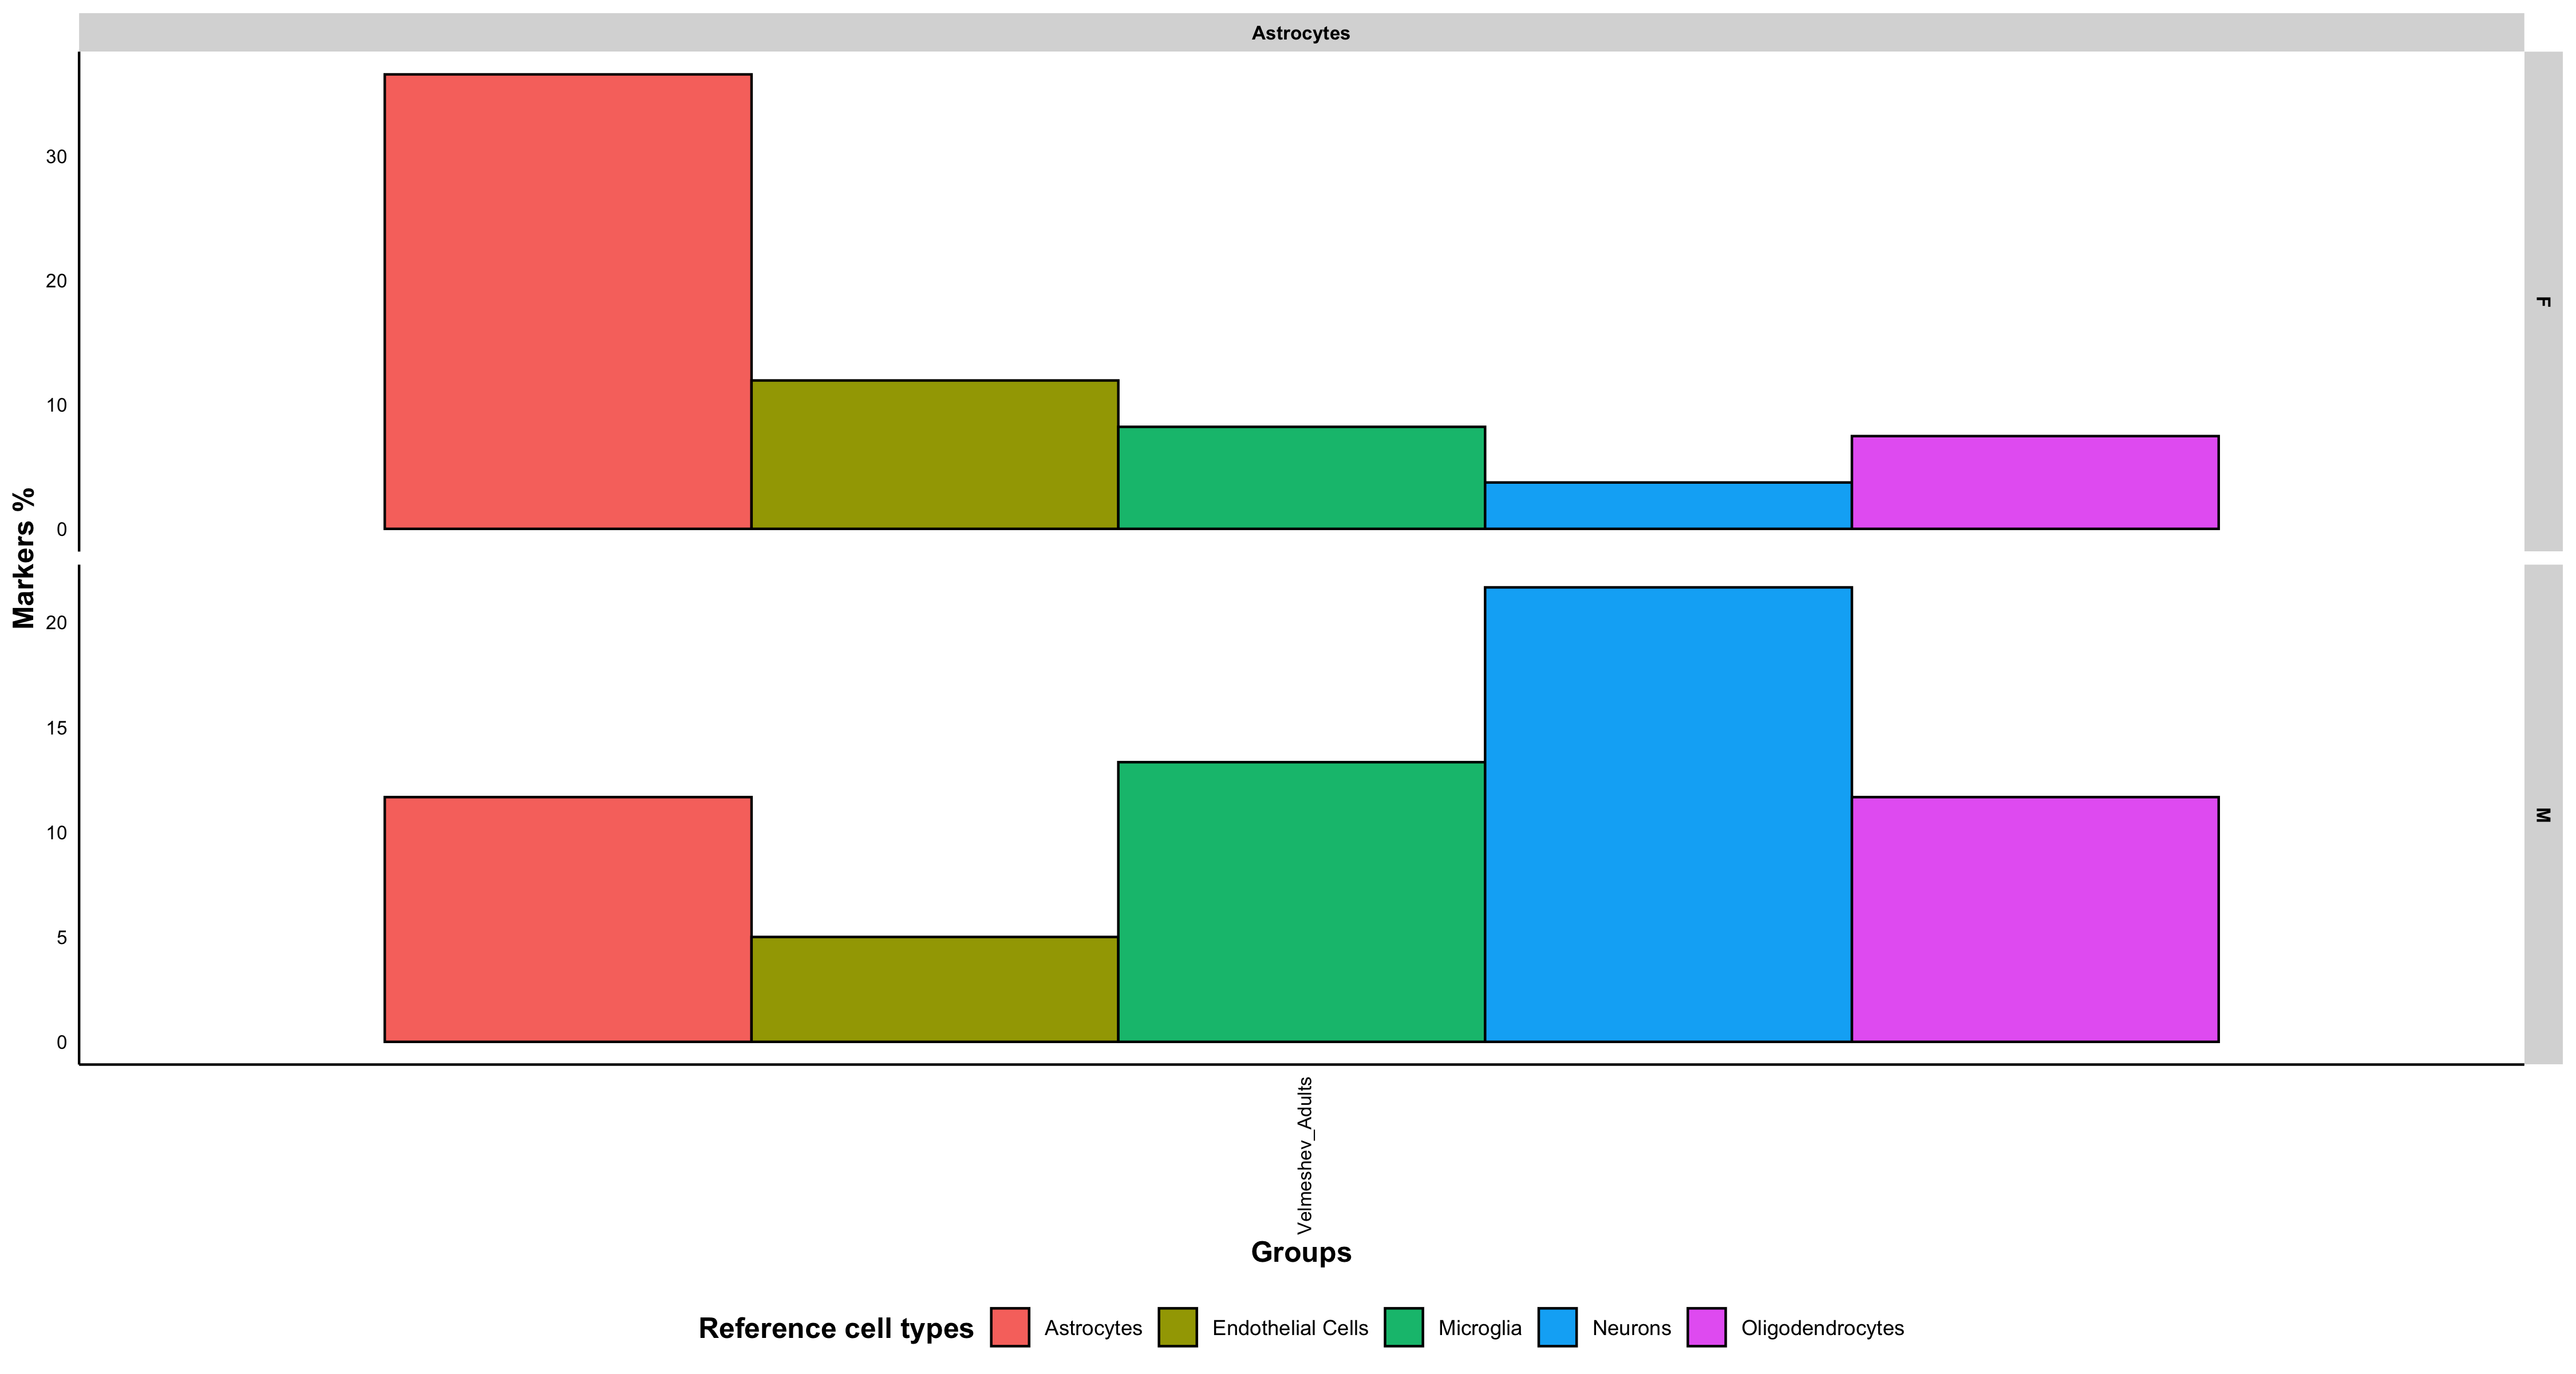 Astrocytes
F
30
20
10
0
Markers %
M
20
15
10
5
0
Velmeshev_Adults
Groups
Reference cell types Astrocytes Endothelial Cells Microglia Neurons Oligodendrocytes